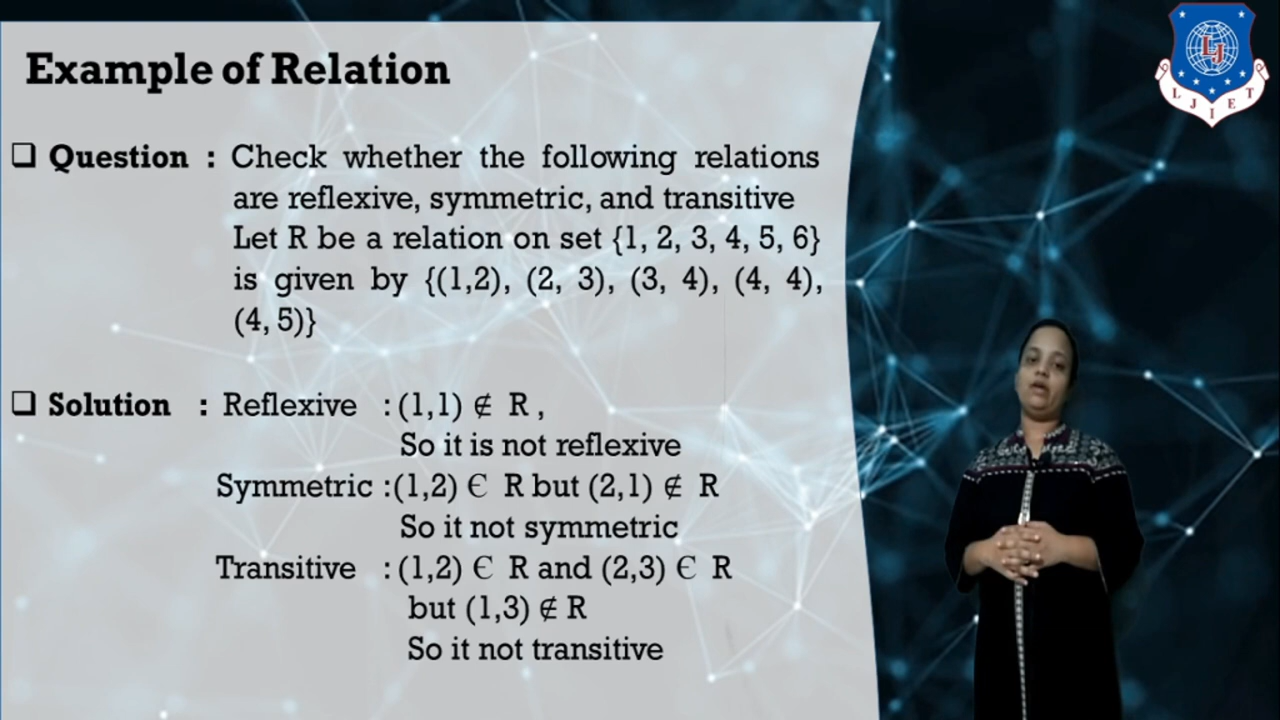 Example of Relation
❑ Question : Check whether the following relations
are reflexive, symmetric, and transitive
Let R be a relation on set {1, 2, 3, 4, 5, 6}
is given by {(1,2), (2, 3), (3, 4), (4, 4),
(4, 5)}
❑ Solution : Reflexive : (1,1) ∉ R ,
So it is not reflexive
Symmetric :(1,2) Є R but (2,1) ∉ R
So it not symmetric
Transitive : (1,2) Є R and (2,3) Є R
but (1,3) ∉ R
So it not transitive
LJ
L J I E T